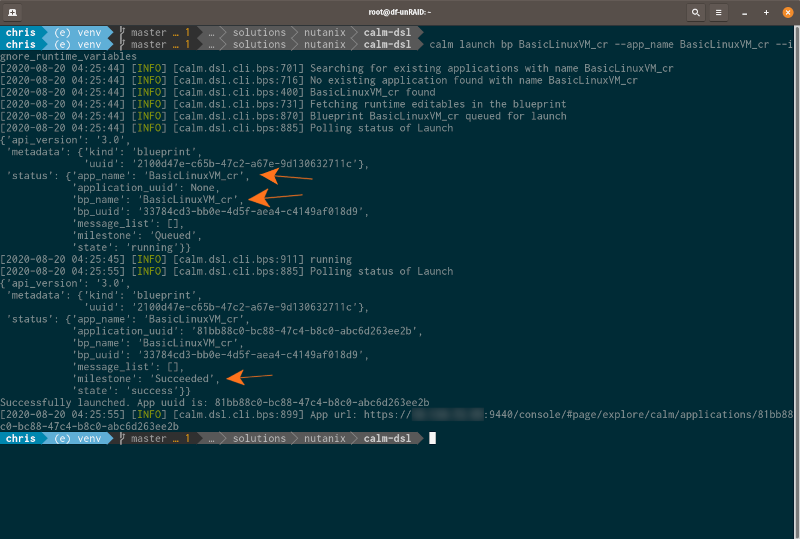 root@df-unRAID: ~
chris (e) venv master … 1 … solutions nutanix calm-dsl
chris (e) venv master … 1 … solutions nutanix calm-dsl calm launch bp BasicLinuxVM_cr --app_name BasicLinuxVM_cr --i
gnore_runtime_variables
[2020-08-20 04:25:44] [INFO] [calm.dsl.cli.bps:701] Searching for existing applications with name BasicLinuxVM_cr
[2020-08-20 04:25:44] [INFO] [calm.dsl.cli.bps:716] No existing application found with name BasicLinuxVM_cr
[2020-08-20 04:25:44] [INFO] [calm.dsl.cli.bps:400] BasicLinuxVM_cr found
[2020-08-20 04:25:44] [INFO] [calm.dsl.cli.bps:731] Fetching runtime editables in the blueprint
[2020-08-20 04:25:44] [INFO] [calm.dsl.cli.bps:870] Blueprint BasicLinuxVM_cr queued for launch
[2020-08-20 04:25:44] [INFO] [calm.dsl.cli.bps:885] Polling status of Launch
{'api_version': '3.0',
'metadata': {'kind': 'blueprint',
'uuid': '2100d47e-c65b-47c2-a67e-9d130632711c'},
'status': {'app_name': 'BasicLinuxVM_cr',
'application_uuid': None,
'bp_name': 'BasicLinuxVM_cr',
'bp_uuid': '33784cd3-bb0e-4d5f-aea4-c4149af018d9',
'message_list': [],
'milestone': 'Queued',
'state': 'running'}}
[2020-08-20 04:25:45] [INFO] [calm.dsl.cli.bps:911] running
[2020-08-20 04:25:55] [INFO] [calm.dsl.cli.bps:885] Polling status of Launch
{'api_version': '3.0',
'metadata': {'kind': 'blueprint',
'uuid': '2100d47e-c65b-47c2-a67e-9d130632711c'},
'status': {'app_name': 'BasicLinuxVM_cr',
'application_uuid': '81bb88c0-bc88-47c4-b8c0-abc6d263ee2b',
'bp_name': 'BasicLinuxVM_cr',
'bp_uuid': '33784cd3-bb0e-4d5f-aea4-c4149af018d9',
'message_list': [],
'milestone': 'Succeeded',
'state': 'success'}}
Successfully launched. App uuid is: 81bb88c0-bc88-47c4-b8c0-abc6d263ee2b
[2020-08-20 04:25:55] [INFO] [calm.dsl.cli.bps:899] App url: https:// :9440/console/#page/explore/calm/applications/81bb88
c0-bc88-47c4-b8c0-abc6d263ee2b
chris (e) venv master … 1 … solutions nutanix calm-dsl